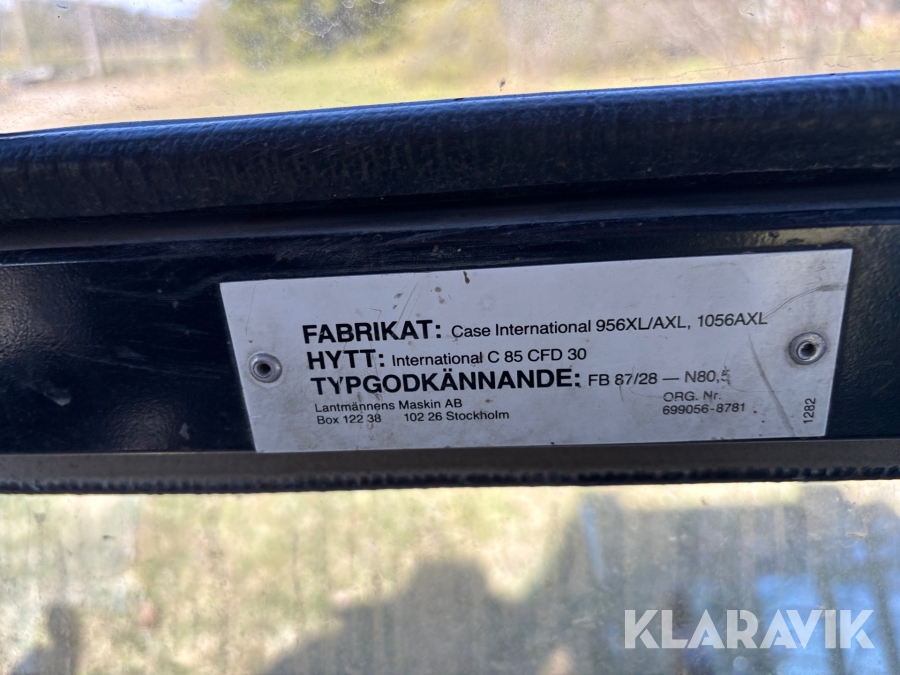 FABRIKAT: Case International 956XL/AXL, 1056AXL
HYTT: International C 85 CFD 30
TYPGODKÄNNANDE: FB 87/28 — N80,5
Lantmännens Maskin AB
Box 122 38 102 26 Stockholm
ORG. Nr.
699056-8781
1282
KLARAVIK